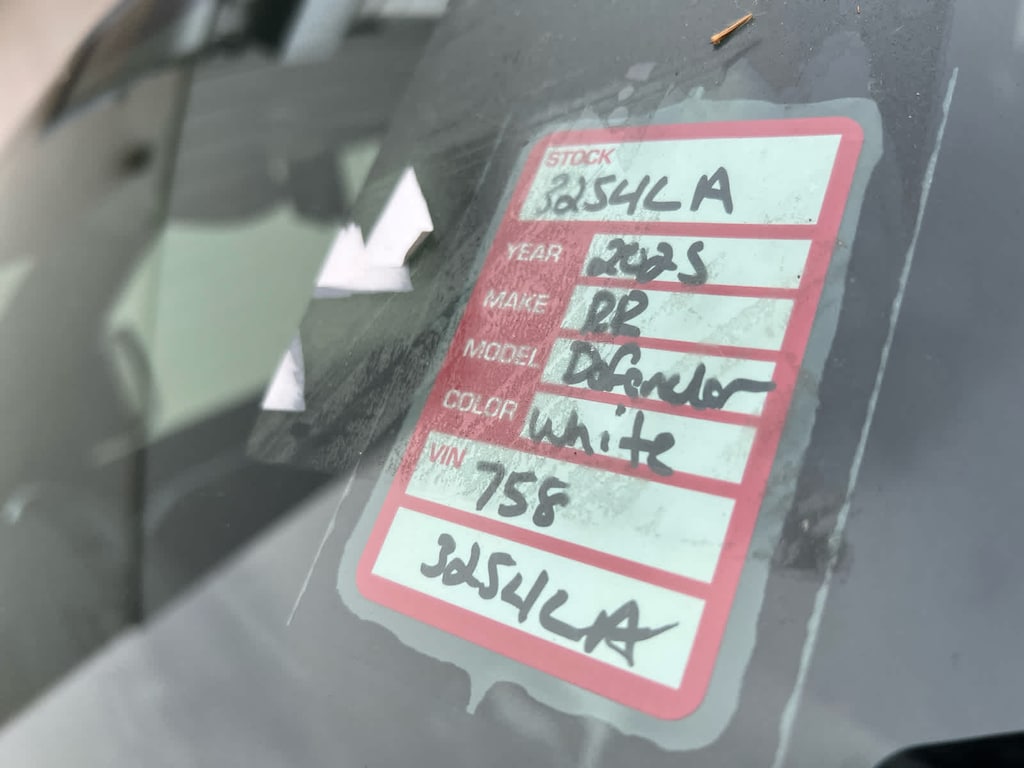 STOCK
3254LA
YEAR 2025
MAKE RR
MODEL Defender
COLOR White
VIN 758
3254LA